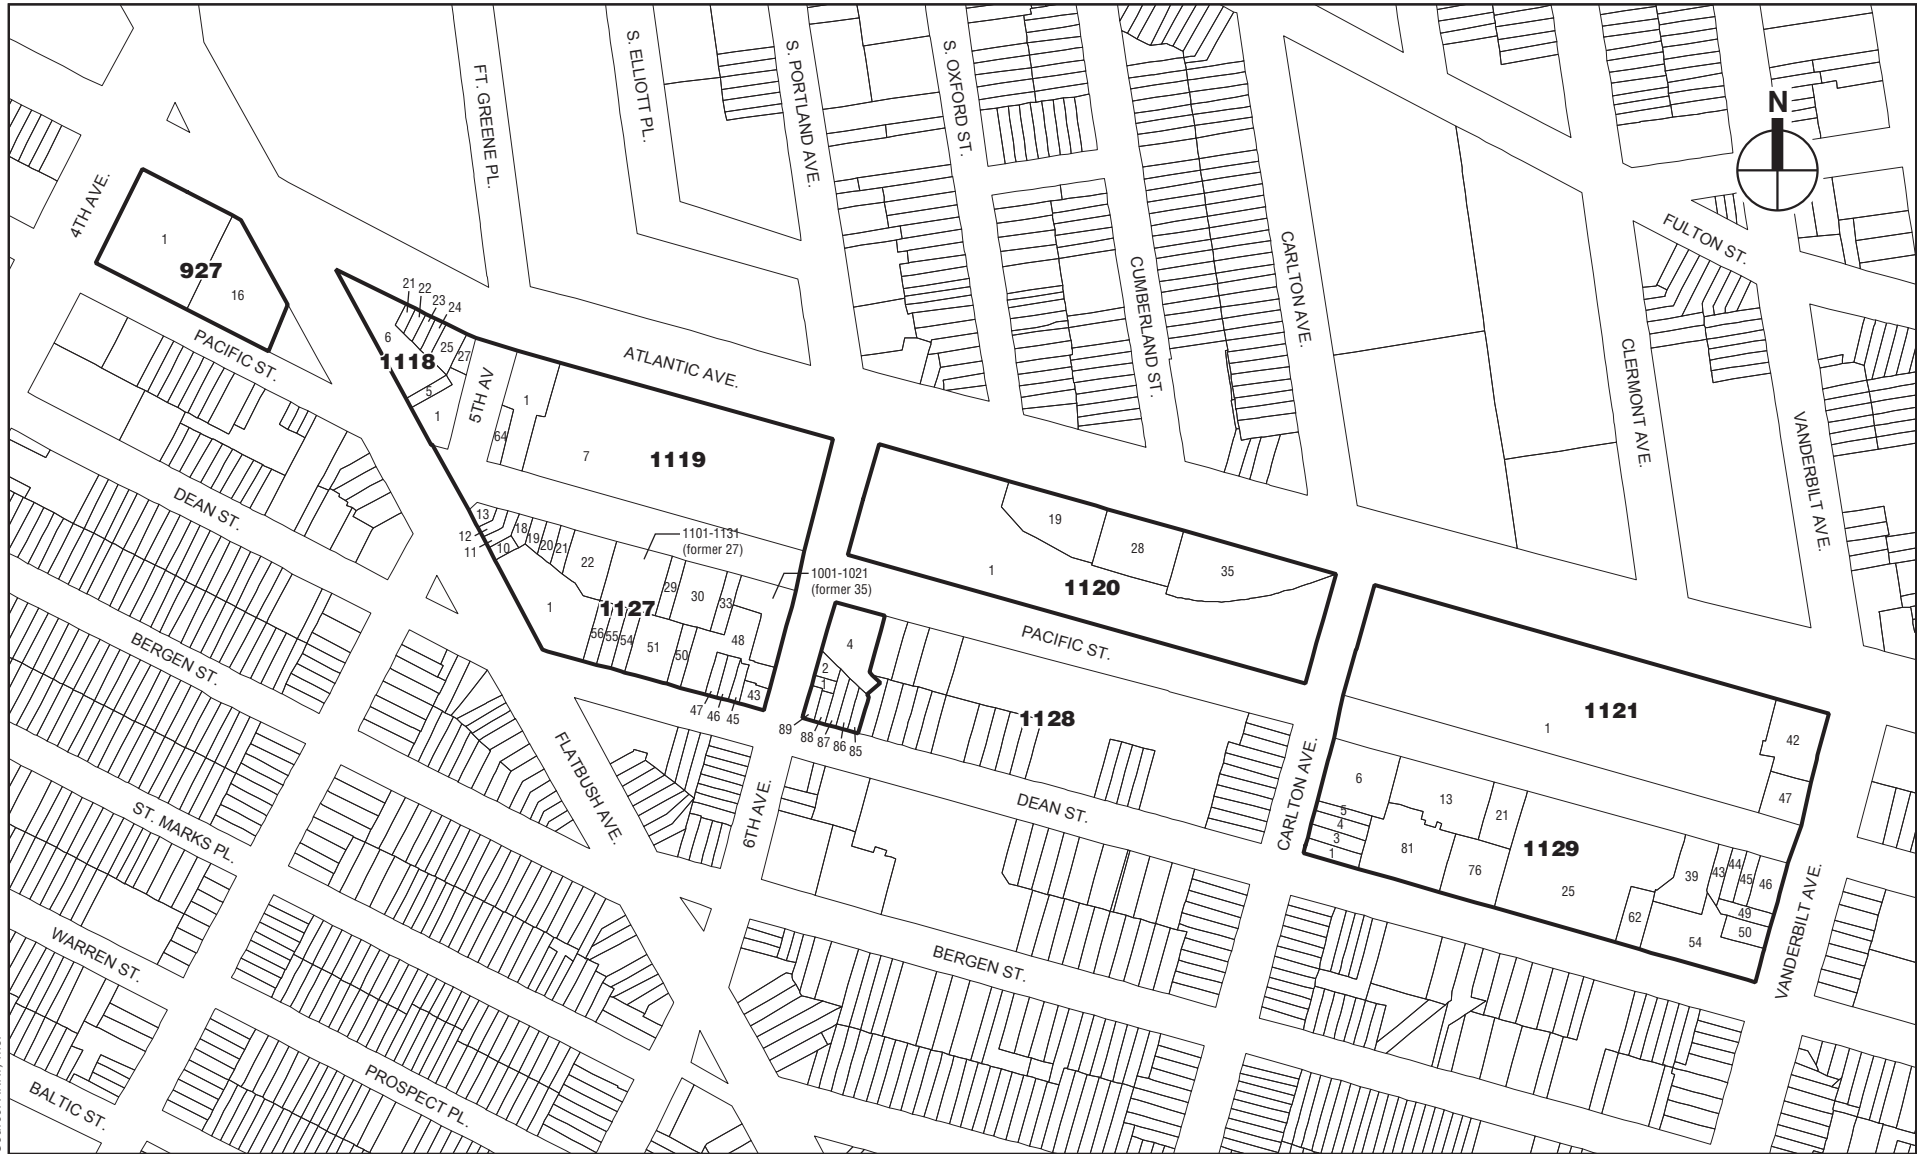 FT. GREENE PL.
S. ELLIOTT PL.
S. PORTLAND AVE.
S. OXFORD ST.
N
4TH AVE.
1
927
16
CUMBERLAND ST.
CARLTON AVE.
CLERMONT AVE.
FULTON ST.
VANDERBILT AVE.
PACIFIC ST.
21
22
23
24
6
25
27
1118
5
1
5TH AV
ATLANTIC AVE.
1
64
7
1119
DEAN ST.
13
12
11
10
18
19
20
21
22
1101-1131
(former 27)
1001-1021
(former 35)
1
1127
29
30
33
56
55
54
51
50
48
43
47
46
45
19
28
35
1
1120
PACIFIC ST.
4
2
1
89
88
87
86
85
1128
BERGEN ST.
FLATBUSH AVE.
6TH AVE.
DEAN ST.
CARLTON AVE.
1121
1
42
47
6
5
4
3
1
13
21
81
76
1129
25
39
43
44
45
46
49
50
62
54
VANDERBILT AVE.
ST. MARKS PL.
BERGEN ST.
WARREN ST.
PROSPECT PL.
BALTIC ST.